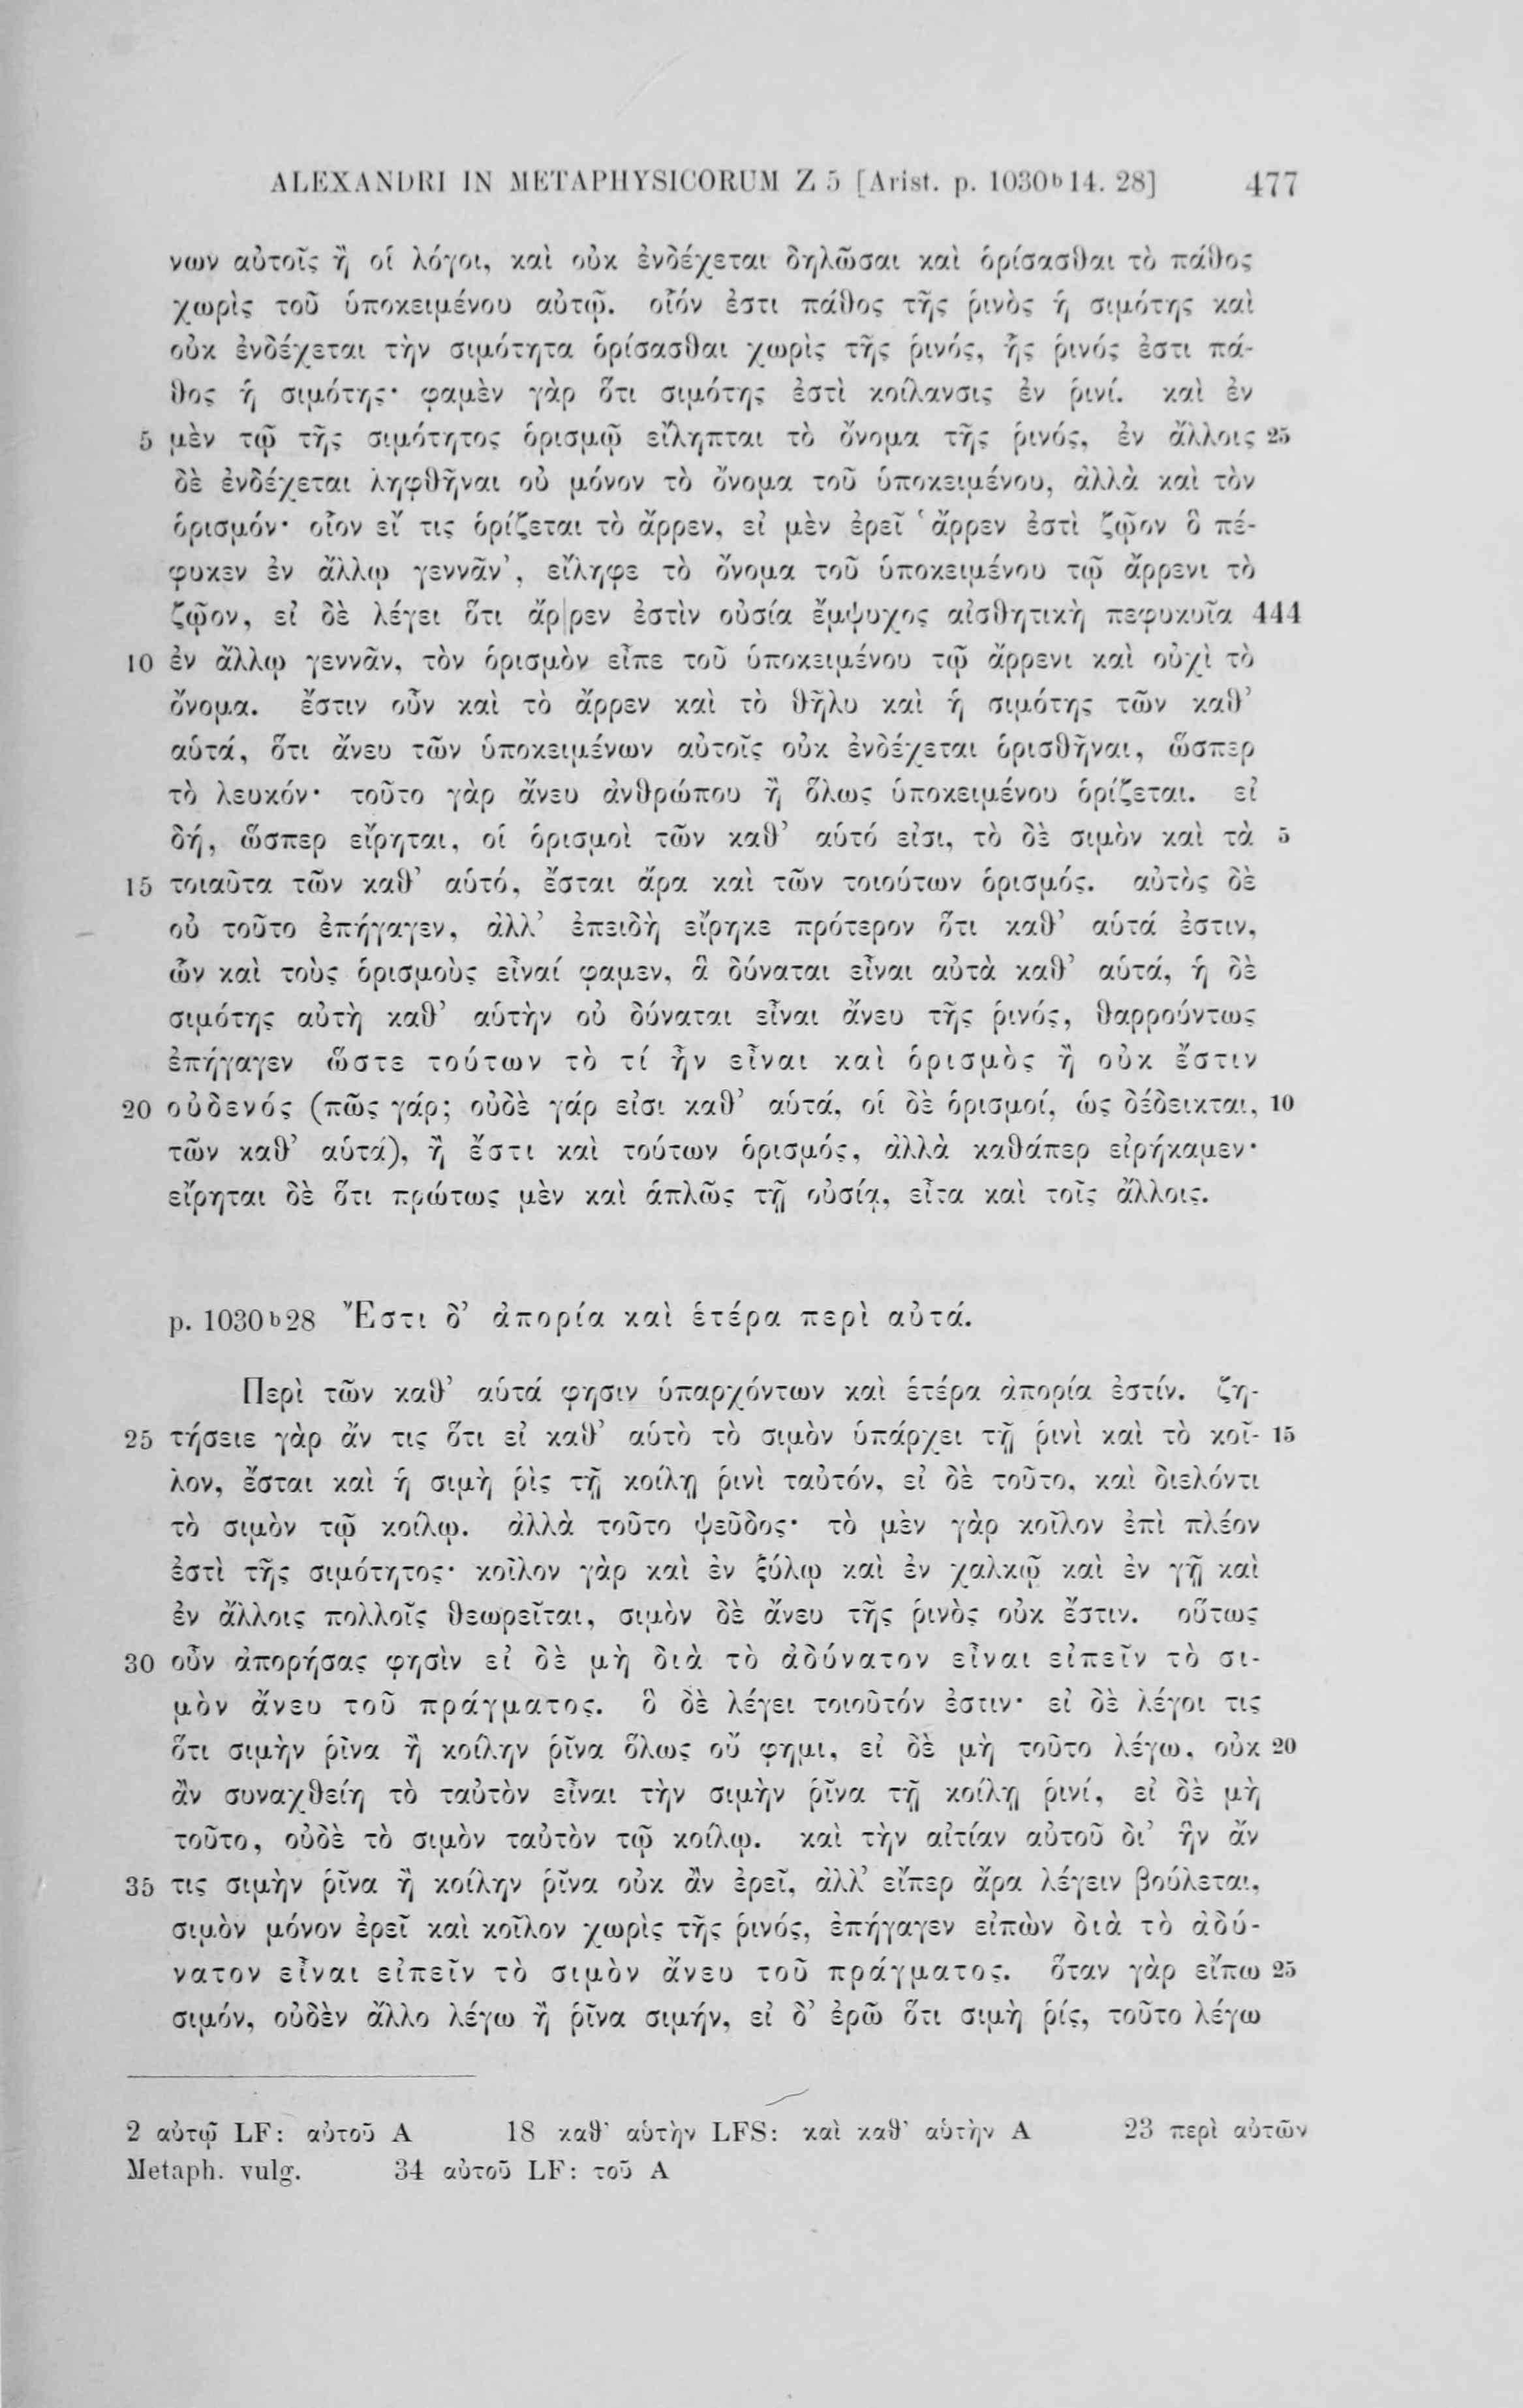 ALEXANDRI IN METAPHYSICORUM Z 5 [Arist. p. 1030ᵇ14. 28] 477
νων αὐτοῖς ἢ οἱ λόγοι, καὶ οὐκ ἐνδέχεται δηλῶσαι καὶ ὁρίσασθαι τὸ πάθος
χωρὶς τοῦ ὑποκειμένου αὐτῷ. οἷόν ἐστι πάθος τῆς ῥινὸς ἡ σιμότης καὶ
οὐκ ἐνδέχεται τὴν σιμότητα ὁρίσασθαι χωρὶς τῆς ῥινός, ἧς ῥινός ἐστι πά-
θος ἡ σιμότης· φαμὲν γὰρ ὅτι σιμότης ἐστὶ κοίλανσις ἐν ῥινί. καὶ ἐν
5 μὲν τῷ τῆς σιμότητος ὁρισμῷ εἴληπται τὸ ὄνομα τῆς ῥινός, ἐν ἄλλοις 25
δὲ ἐνδέχεται ληφθῆναι οὐ μόνον τὸ ὄνομα τοῦ ὑποκειμένου, ἀλλὰ καὶ τὸν
ὁρισμόν· οἷον εἴ τις ὁρίζεται τὸ ἄρρεν, εἰ μὲν ἐρεῖ ‘ἄρρεν ἐστὶ ζῷον ὃ πέ-
φυκεν ἐν ἄλλῳ γεννᾶν’, εἴληφε τὸ ὄνομα τοῦ ὑποκειμένου τῷ ἄρρενι τὸ
ζῷον, εἰ δὲ λέγει ὅτι ἄρ|ρεν ἐστὶν οὐσία ἔμψυχος αἰσθητικὴ πεφυκυῖα 444
10 ἐν ἄλλῳ γεννᾶν, τὸν ὁρισμὸν εἶπε τοῦ ὑποκειμένου τῷ ἄρρενι καὶ οὐχὶ τὸ
ὄνομα. ἔστιν οὖν καὶ τὸ ἄρρεν καὶ τὸ θῆλυ καὶ ἡ σιμότης τῶν καθ’
αὑτά, ὅτι ἄνευ τῶν ὑποκειμένων αὐτοῖς οὐκ ἐνδέχεται ὁρισθῆναι, ὥσπερ
τὸ λευκόν· τοῦτο γὰρ ἄνευ ἀνθρώπου ἢ ὅλως ὑποκειμένου ὁρίζεται. εἰ
δή, ὥσπερ εἴρηται, οἱ ὁρισμοὶ τῶν καθ’ αὑτό εἰσι, τὸ δὲ σιμὸν καὶ τὰ 5
15 τοιαῦτα τῶν καθ’ αὑτό, ἔσται ἄρα καὶ τῶν τοιούτων ὁρισμός. αὐτὸς δὲ
οὐ τοῦτο ἐπήγαγεν, ἀλλ’ ἐπειδὴ εἴρηκε πρότερον ὅτι καθ’ αὑτά ἐστιν,
ὧν καὶ τοὺς ὁρισμοὺς εἶναί φαμεν, ἃ δύναται εἶναι αὐτὰ καθ’ αὑτά, ἡ δὲ
σιμότης αὐτὴ καθ’ αὑτὴν οὐ δύναται εἶναι ἄνευ τῆς ῥινός, θαρρούντως
ἐπήγαγεν ὥστε τούτων τὸ τί ἦν εἶναι καὶ ὁρισμὸς ἢ οὐκ ἔστιν
20 οὐδενός (πῶς γάρ; οὐδὲ γάρ εἰσι καθ’ αὑτά, οἱ δὲ ὁρισμοί, ὡς δέδεικται, 10
τῶν καθ’ αὑτά), ἢ ἔστι καὶ τούτων ὁρισμός, ἀλλὰ καθάπερ εἰρήκαμεν·
εἴρηται δὲ ὅτι πρώτως μὲν καὶ ἁπλῶς τῇ οὐσίᾳ, εἶτα καὶ τοῖς ἄλλοις.
p. 1030ᵇ28 Ἔστι δ’ ἀπορία καὶ ἑτέρα περὶ αὐτά.
Περὶ τῶν καθ’ αὑτά φησιν ὑπαρχόντων καὶ ἑτέρα ἀπορία ἐστίν. ζη-
25 τήσειε γὰρ ἄν τις ὅτι εἰ καθ’ αὑτὸ τὸ σιμὸν ὑπάρχει τῇ ῥινὶ καὶ τὸ κοῖ- 15
λον, ἔσται καὶ ἡ σιμὴ ῥὶς τῇ κοίλῃ ῥινὶ ταὐτόν, εἰ δὲ τοῦτο, καὶ διελόντι
τὸ σιμὸν τῷ κοίλῳ. ἀλλὰ τοῦτο ψεῦδος· τὸ μὲν γὰρ κοῖλον ἐπὶ πλέον
ἐστὶ τῆς σιμότητος· κοῖλον γὰρ καὶ ἐν ξύλῳ καὶ ἐν χαλκῷ καὶ ἐν γῇ καὶ
ἐν ἄλλοις πολλοῖς θεωρεῖται, σιμὸν δὲ ἄνευ τῆς ῥινὸς οὐκ ἔστιν. οὕτως
30 οὖν ἀπορήσας φησὶν εἰ δὲ μὴ διὰ τὸ ἀδύνατον εἶναι εἰπεῖν τὸ σι-
μὸν ἄνευ τοῦ πράγματος. ὃ δὲ λέγει τοιοῦτόν ἐστιν· εἰ δὲ λέγοι τις
ὅτι σιμὴν ῥῖνα ἢ κοίλην ῥῖνα ὅλως οὔ φημι, εἰ δὲ μὴ τοῦτο λέγω, οὐκ 20
ἂν συναχθείη τὸ ταὐτὸν εἶναι τὴν σιμὴν ῥῖνα τῇ κοίλῃ ῥινί, εἰ δὲ μὴ
τοῦτο, οὐδὲ τὸ σιμὸν ταὐτὸν τῷ κοίλῳ. καὶ τὴν αἰτίαν αὐτοῦ δι’ ἣν ἄν
35 τις σιμὴν ῥῖνα ἢ κοίλην ῥῖνα οὐκ ἂν ἐρεῖ, ἀλλ’ εἴπερ ἄρα λέγειν βούλεται,
σιμὸν μόνον ἐρεῖ καὶ κοῖλον χωρὶς τῆς ῥινός, ἐπήγαγεν εἰπὼν διὰ τὸ ἀδύ-
νατον εἶναι εἰπεῖν τὸ σιμὸν ἄνευ τοῦ πράγματος. ὅταν γὰρ εἴπω 25
σιμόν, οὐδὲν ἄλλο λέγω ἢ ῥῖνα σιμήν, εἰ δ’ ἐρῶ ὅτι σιμὴ ῥίς, τοῦτο λέγω
2 αὐτῷ LF: αὐτοῦ A 18 καθ’ αὑτὴν LFS: καὶ καθ’ αὑτὴν A 23 περὶ αὐτῶν
Metaph. vulg. 34 αὐτοῦ LF: τοῦ A